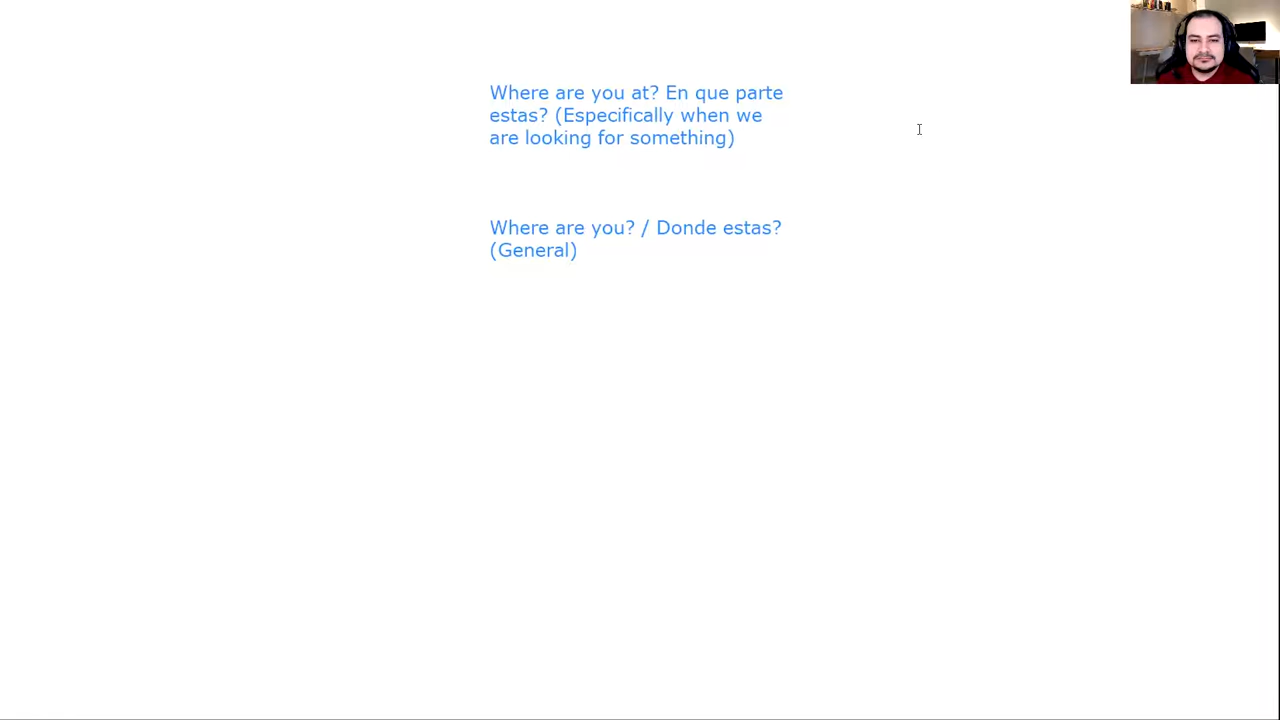 Where are you at? En que parte
estas? (Especifically when we
are looking for something)
Where are you? / Donde estas?
(General)